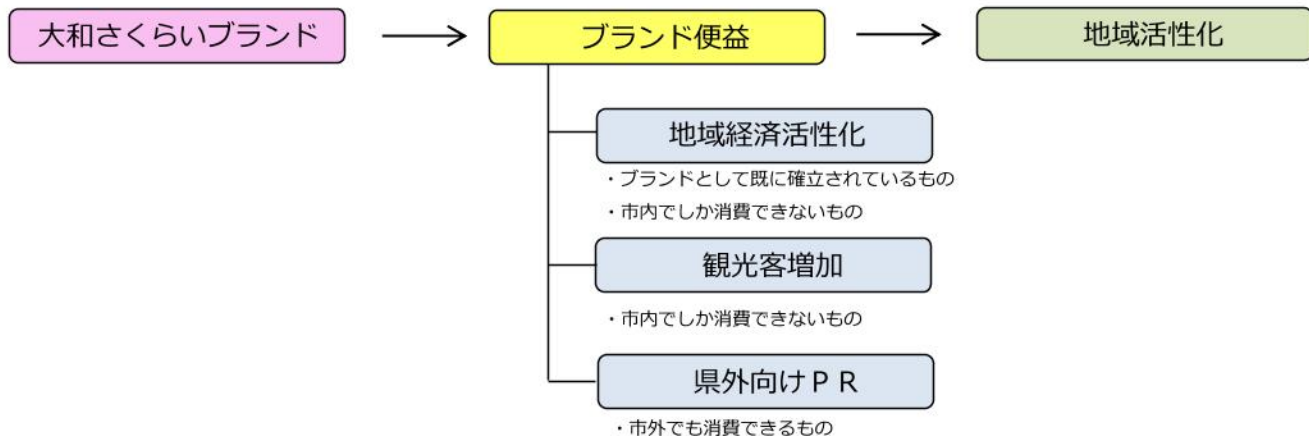 大和さくらいブランド
ブランド便益
地域活性化
地域経済活性化
・ブランドとして既に確立されているもの
・市内でしか消費できないもの
観光客増加
・市内でしか消費できないもの
県外向けＰＲ
・市外でも消費できるもの